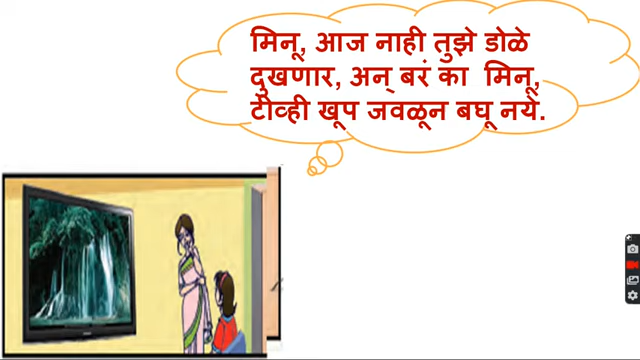 मिनू, आज नाही तुझे डोळे
दुखणार, अन् बरं का मिनू,
टीव्ही खूप जवळून बघू नये.